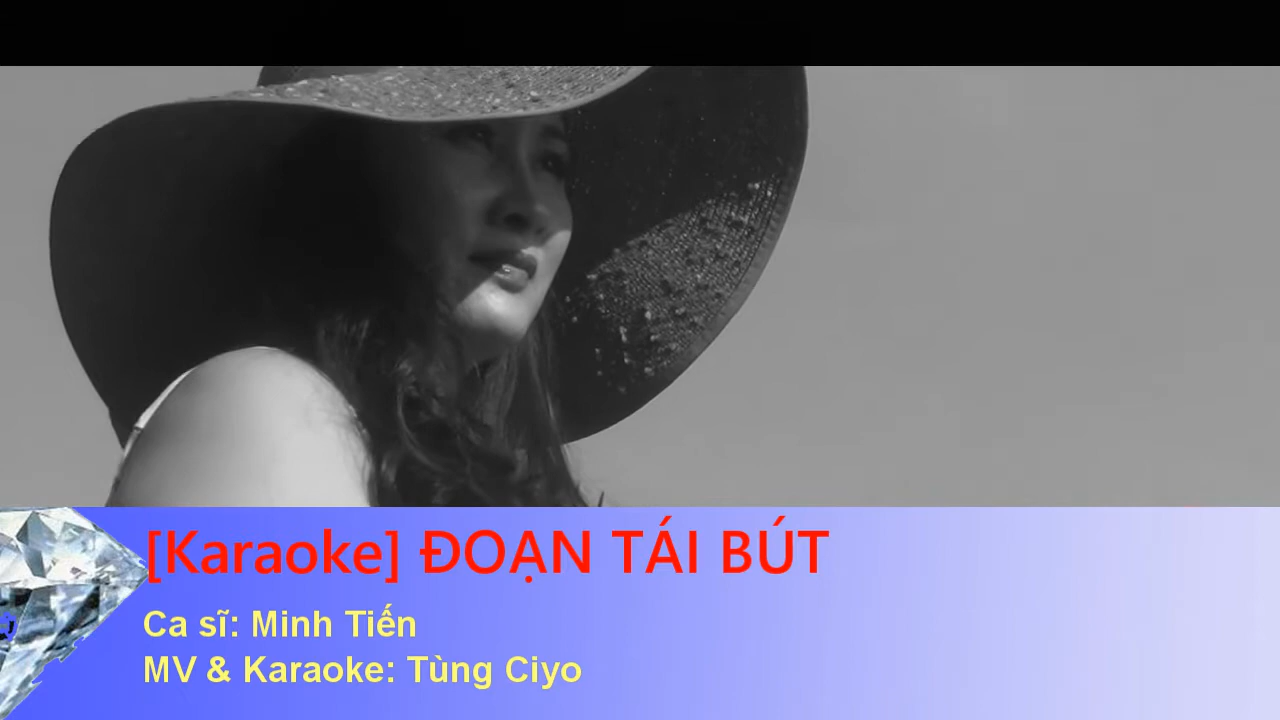 [Karaoke] ĐOẠN TÁI BÚT
Ca sĩ: Minh Tiến
MV & Karaoke: Tùng Ciyo